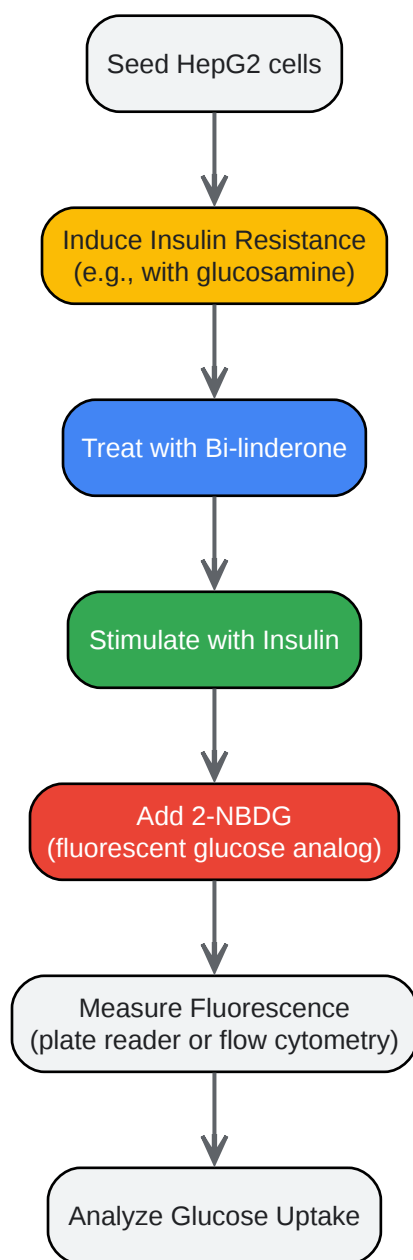 Seed HepG2 cells
Induce Insulin Resistance
(e.g., with glucosamine)
Treat with Bi-linderone
Stimulate with Insulin
Add 2-NBDG
(fluorescent glucose analog)
Measure Fluorescence
(plate reader or flow cytometry)
Analyze Glucose Uptake